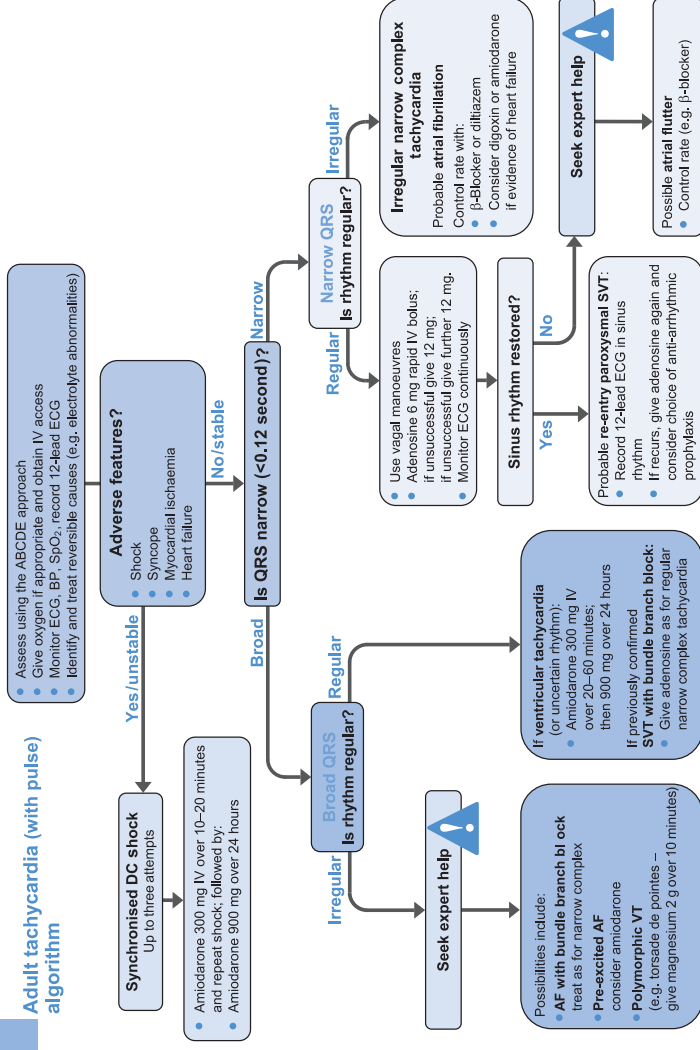 Adult tachycardia (with pulse)
algorithm
Assess using the ABCDE approach
Give oxygen if appropriate and obtain IV access
Monitor ECG, BP, SpO₂, record 12-lead ECG
Identify and treat reversible causes (e.g. electrolyte abnormalities)
Adverse features?
Shock
Syncope
Myocardial ischaemia
Heart failure
Yes/unstable
Synchronised DC shock
Up to three attempts
Amiodarone 300 mg IV over 10–20 minutes
and repeat shock; followed by:
Amiodarone 900 mg over 24 hours
No/stable
Is QRS narrow (<0.12 second)?
Broad
Narrow
Broad QRS
Is rhythm regular?
Irregular
Regular
Seek expert help
Possibilities include:
AF with bundle branch bl ock
treat as for narrow complex
Pre-excited AF
consider amiodarone
Polymorphic VT
(e.g. torsade de pointes –
give magnesium 2 g over 10 minutes)
If ventricular tachycardia
(or uncertain rhythm):
Amiodarone 300 mg IV
over 20–60 minutes;
then 900 mg over 24 hours
If previously confirmed
SVT with bundle branch block:
Give adenosine as for regular
narrow complex tachycardia
Narrow QRS
Is rhythm regular?
Regular
Irregular
Use vagal manoeuvres
Adenosine 6 mg rapid IV bolus;
if unsuccessful give 12 mg;
if unsuccessful give further 12 mg.
Monitor ECG continuously
Sinus rhythm restored?
Yes
No
Probable re-entry paroxysmal SVT:
Record 12-lead ECG in sinus
rhythm
If recurs, give adenosine again and
consider choice of anti-arrhythmic
prophylaxis
Irregular narrow complex
tachycardia
Probable atrial fibrillation
Control rate with:
β-Blocker or diltiazem
Consider digoxin or amiodarone
if evidence of heart failure
Seek expert help
Possible atrial flutter
Control rate (e.g. β-blocker)